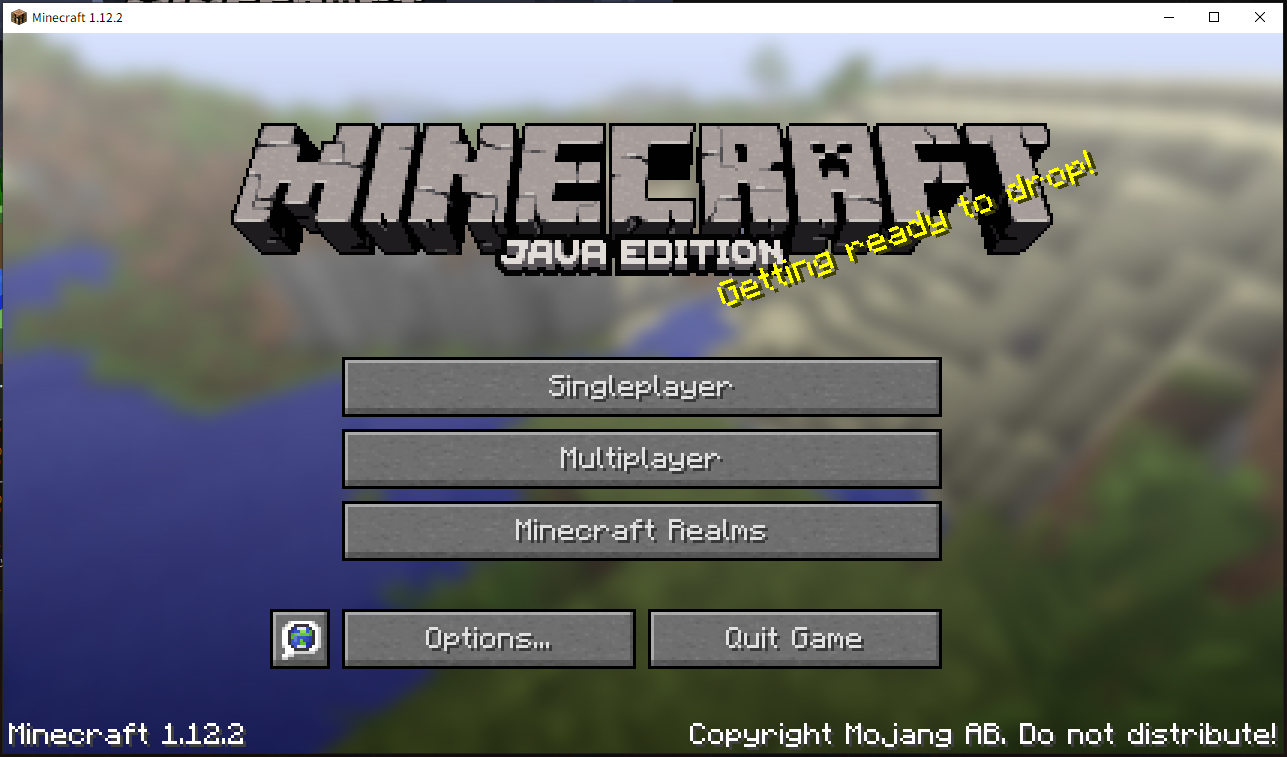 Minecraft 1.12.2
MINECRAFT
JAVA EDITION
Getting ready to drop!
Singleplayer
Multiplayer
Minecraft Realms
Options...
Quit Game
Minecraft 1.12.2
Copyright Mojang AB. Do not distribute!